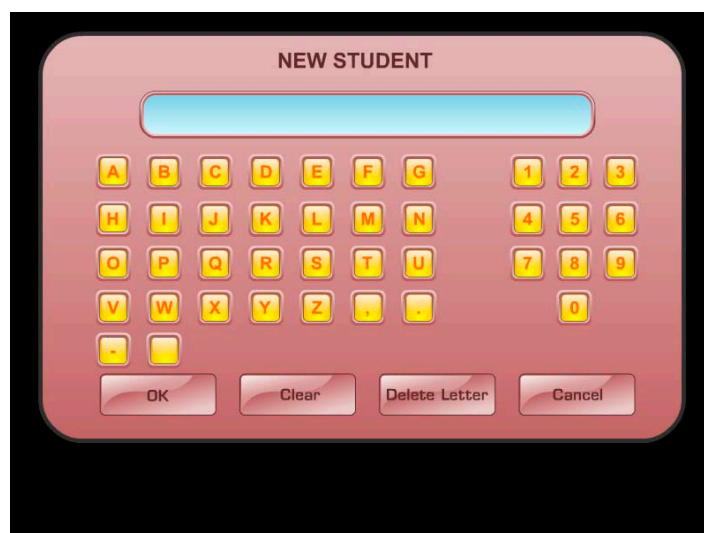 NEW STUDENT
A B C D E F G 1 2 3
H I J K L M N 4 5 6
O P Q R S T U 7 8 9
V W X Y Z , . 0
-
OK Clear Delete Letter Cancel